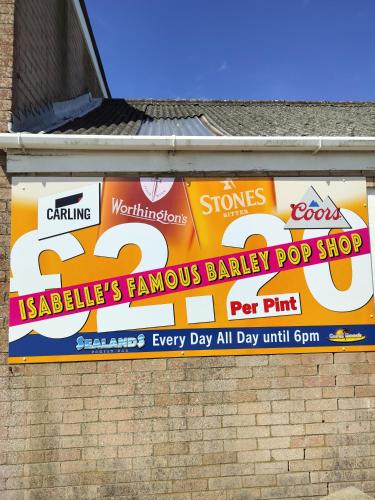 CARLING
Worthington's
STONES
BITTER
Coors
£2.20
ISABELLE'S FAMOUS BARLEY POP SHOP
Per Pint
SEALANDS
Every Day All Day until 6pm